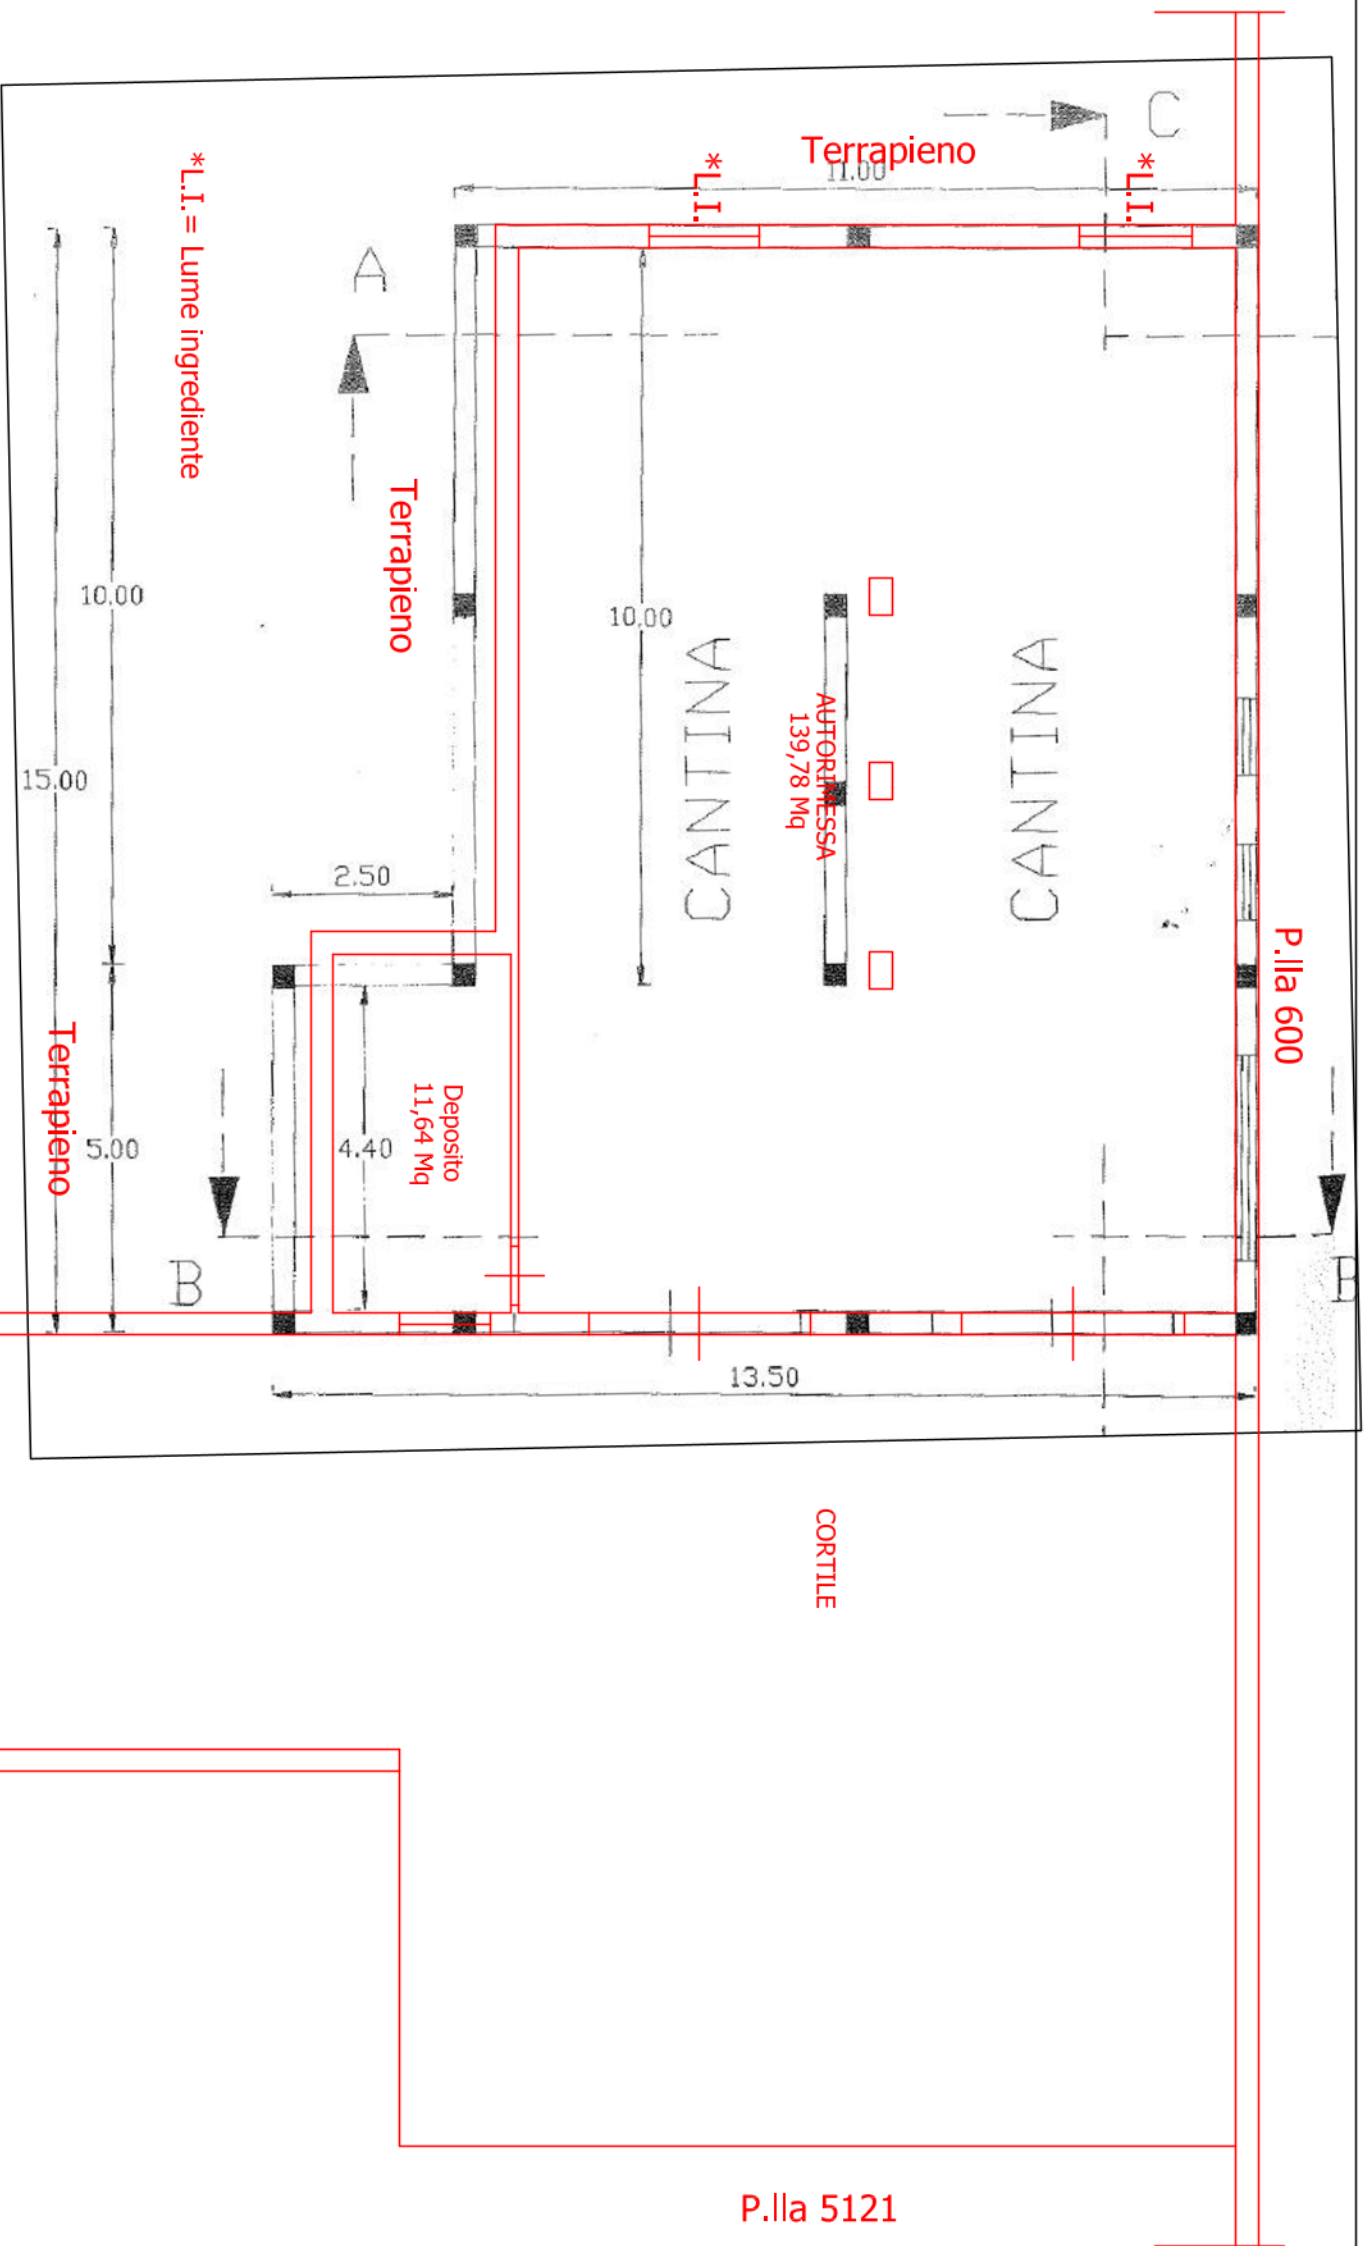 C
Terrapieno
11.00
*L.I.
*L.I.
*L.I.= Lume ingrediente
A
Terrapieno
10.00
10.00
CANTINA
CANTINA
AUTORIMESSA
139,78 Mq
15.00
2.50
P.lla 600
Terrapieno
5.00
4.40
Deposito
11,64 Mq
B
B
13.50
CORTILE
P.lla 5121